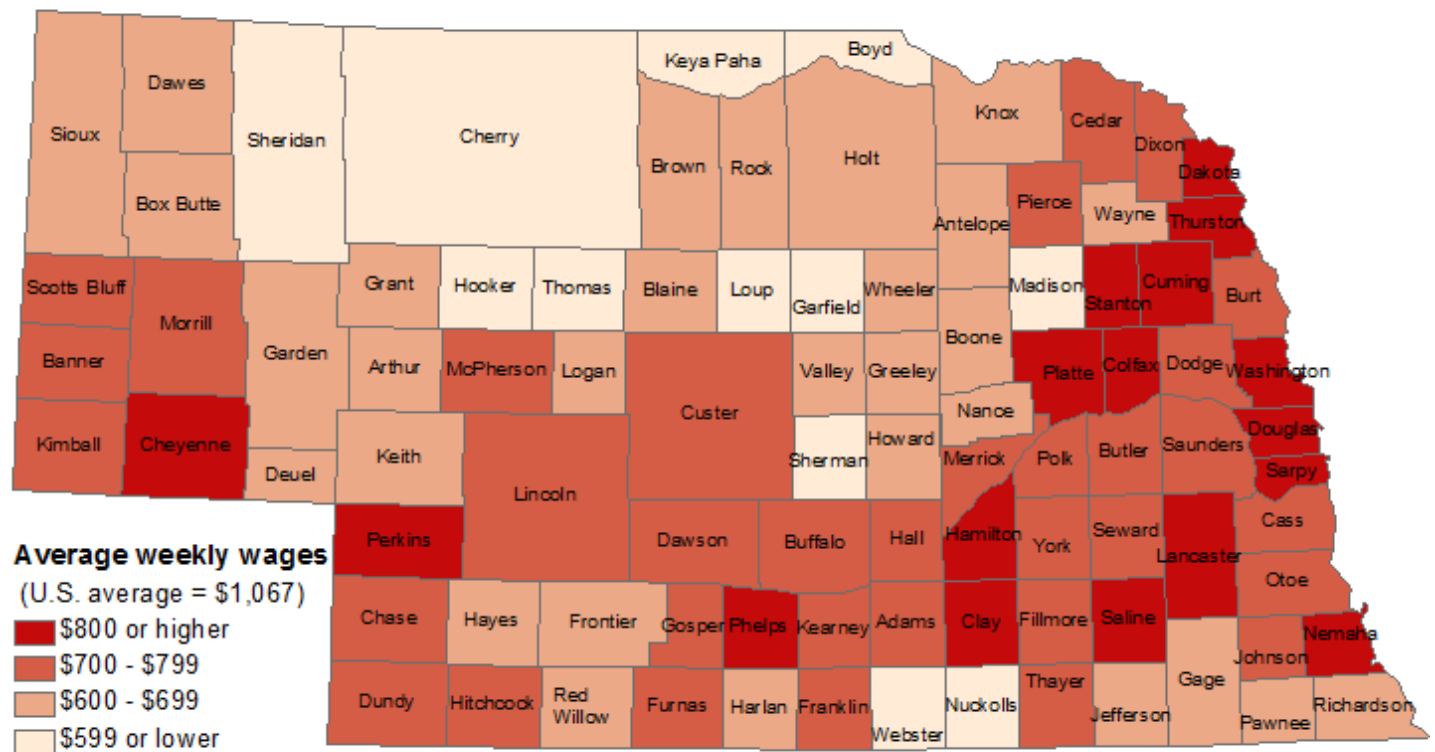 Keya Paha
Boyd
Dawes
Knox
Cedar
Sioux
Sheridan
Cherry
Dixon
Brown
Rock
Holt
Dakota
Box Butte
Pierce
Wayne
Antelope
Thurston
Scotts Bluff
Grant
Hooker
Thomas
Blaine
Loup
Garfield
Wheeler
Madison
Stanton
Cuming
Burt
Morrill
Banner
Garden
Arthur
McPherson
Logan
Valley
Greeley
Boone
Platte
Colfax
Dodge
Washington
Custer
Nance
Kimball
Cheyenne
Deuel
Keith
Lincoln
Sherman
Howard
Merrick
Polk
Butler
Saunders
Douglas
Sarpy
Perkins
Dawson
Buffalo
Hall
Hamilton
York
Seward
Lancaster
Cass
Otoe
Chase
Hayes
Frontier
Gosper
Phelps
Kearney
Adams
Clay
Fillmore
Saline
Nemaha
Johnson
Dundy
Hitchcock
Red
Willow
Furnas
Harlan
Franklin
Webster
Nuckolls
Thayer
Jefferson
Gage
Pawnee
Richardson
Average weekly wages
(U.S. average = $1,067)
$800 or higher
$700 - $799
$600 - $699
$599 or lower